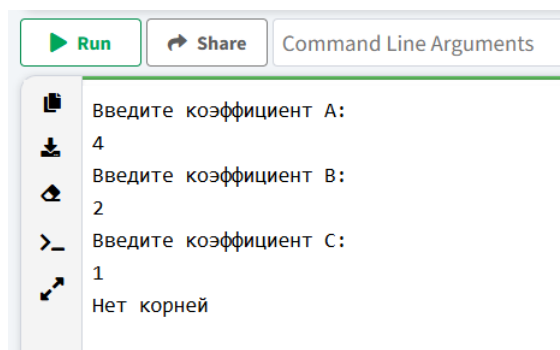 Run Share Command Line Arguments
Введите коэффициент A:
4
Введите коэффициент B:
2
Введите коэффициент C:
1
Нет корней